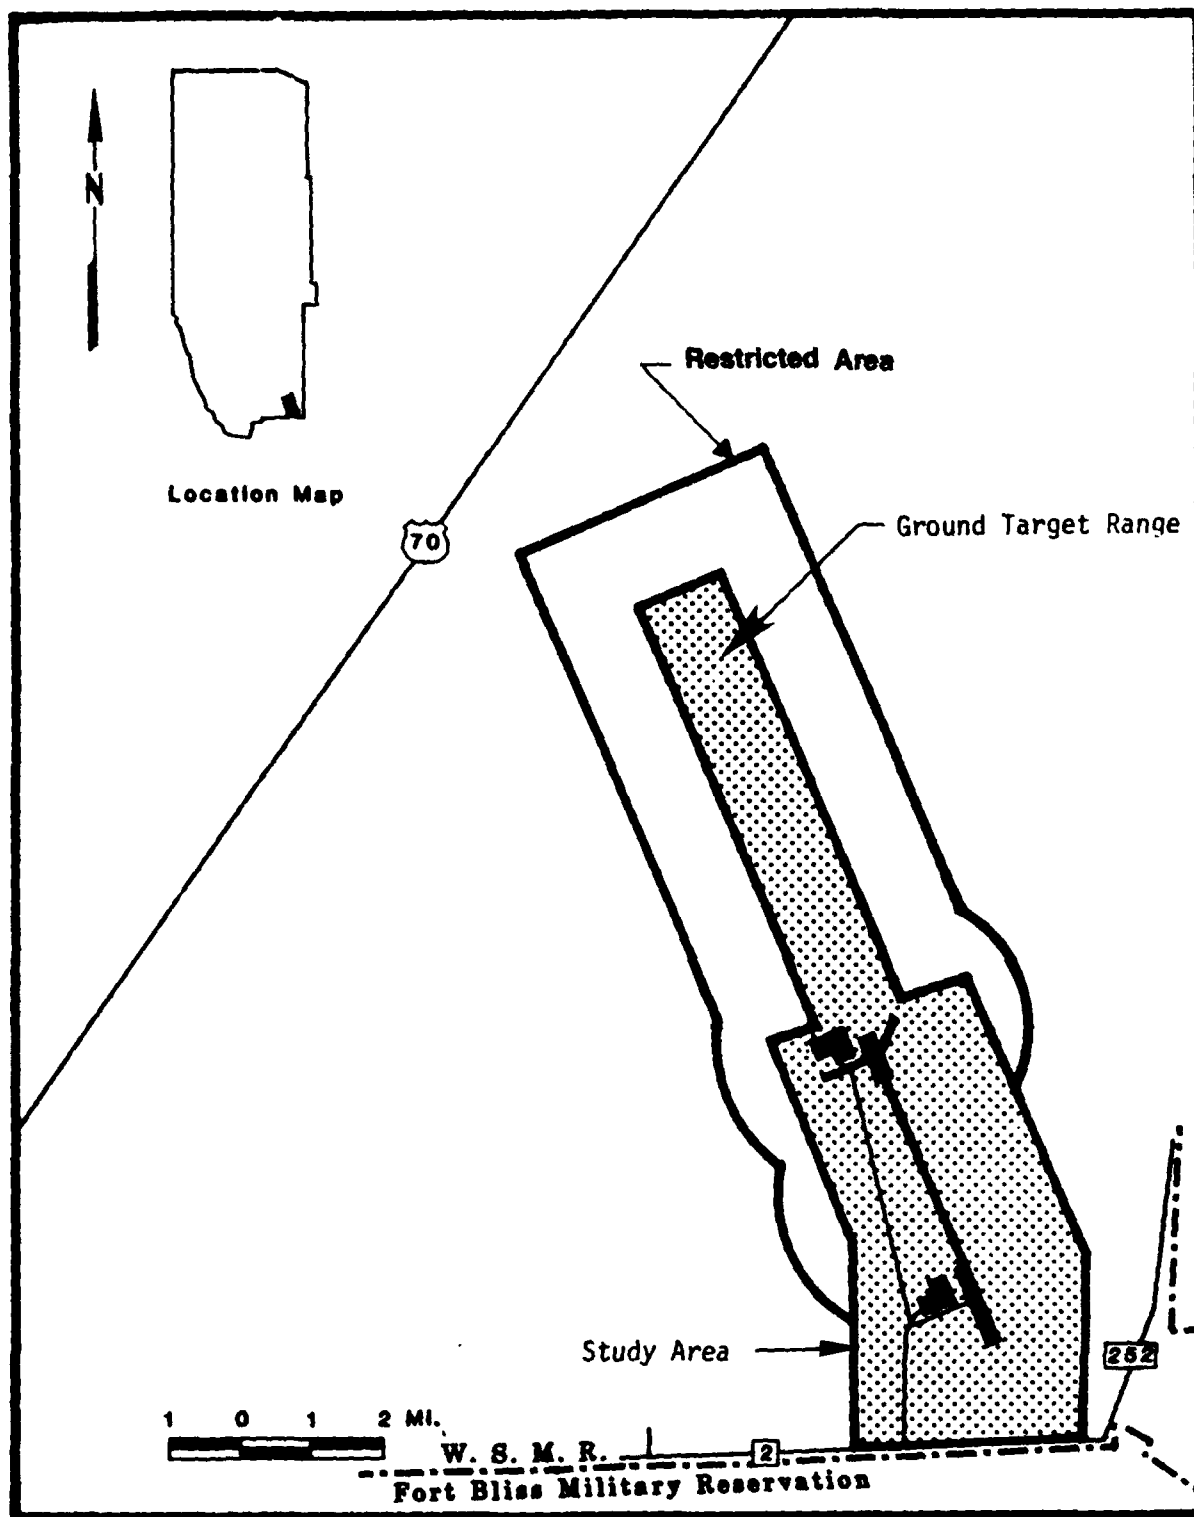 N
Location Map
Restricted Area
70
Ground Target Range
Study Area
252
1 0 1 2 MI.
W. S. M. R.
2
Fort Bliss Military Reservation